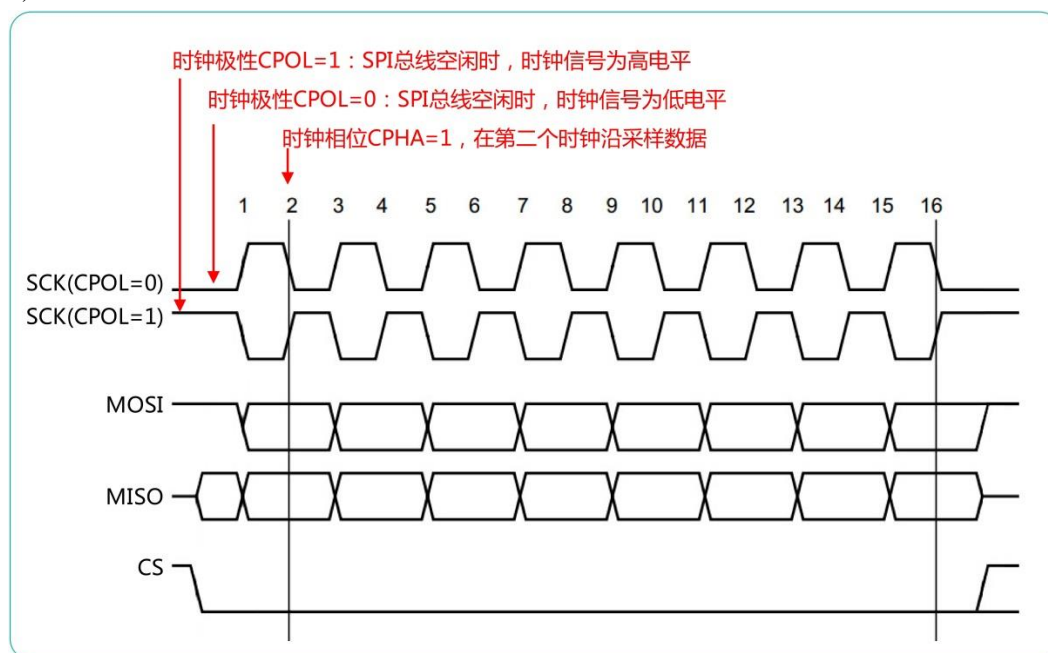 时钟极性CPOL=1：SPI总线空闲时，时钟信号为高电平
时钟极性CPOL=0：SPI总线空闲时，时钟信号为低电平
时钟相位CPHA=1，在第二个时钟沿采样数据
1 2 3 4 5 6 7 8 9 10 11 12 13 14 15 16
SCK(CPOL=0)
SCK(CPOL=1)
MOSI
MISO
CS